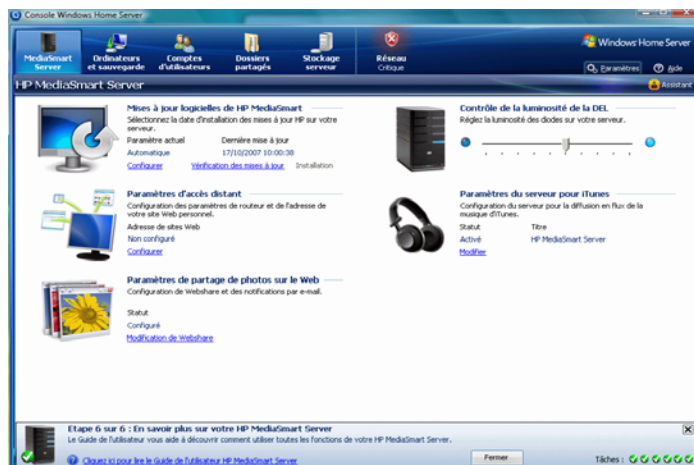 Console Windows Home Server
MediaSmart Server
Ordinateurs et sauvegarde
Comptes d'utilisateurs
Dossiers partagés
Stockage serveur
Réseau Critique
Windows Home Server
Paramètres
Aide
HP MediaSmart Server
Assistant
Mises à jour logicielles de HP MediaSmart
Sélectionnez la date d'installation des mises à jour HP sur votre
serveur.
Paramètre actuel Dernière mise à jour
Automatique 17/10/2007 10:00:38
Configurer Vérification des mises à jour Installation
Contrôle de la luminosité de la DEL
Réglez la luminosité des diodes sur votre serveur.
Paramètres d'accès distant
Configuration des paramètres de routeur et de l'adresse de
votre site Web personnel.
Adresse de sites Web
Non configuré
Configurer
Paramètres du serveur pour iTunes
Configuration du serveur pour la diffusion en flux de la
musique d'iTunes.
Statut Titre
Activé HP MediaSmart Server
Modifier
Paramètres de partage de photos sur le Web
Configuration de Webshare et des notifications par e-mail.
Statut
Configuré
Modification de Webshare
Etape 6 sur 6 : En savoir plus sur votre HP MediaSmart Server
Le Guide de l'utilisateur vous aide à découvrir comment utiliser toutes les fonctions de votre HP MediaSmart Server.
Cliquez ici pour lire le Guide de l'utilisateur HP MediaSmart Server
Fermer
Tâches :